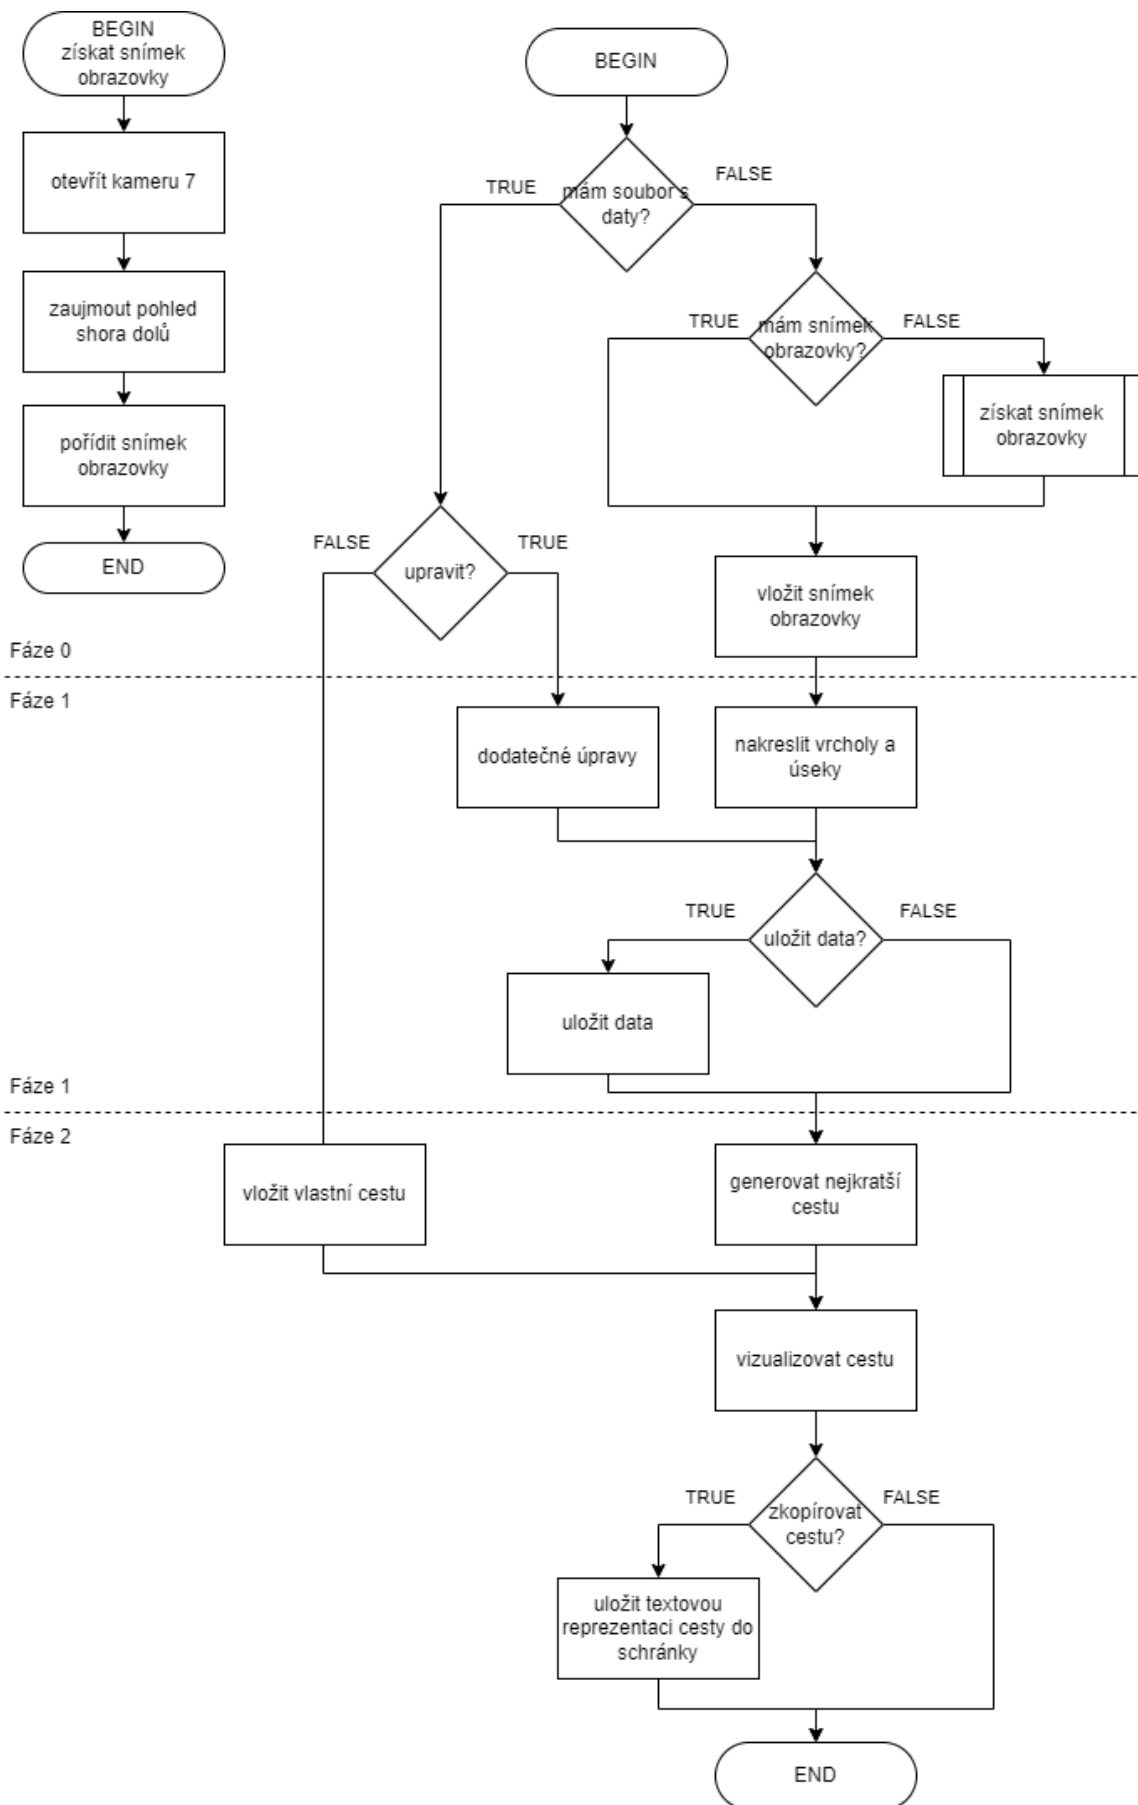 BEGIN
získat snímek
obrazovky
otevřít kameru 7
zaujmout pohled
shora dolů
pořídit snímek
obrazovky
END
BEGIN
mám soubor s
daty?
TRUE
FALSE
mám snímek
obrazovky?
TRUE
FALSE
získat snímek
obrazovky
upravit?
FALSE
TRUE
vložit snímek
obrazovky
Fáze 0
Fáze 1
dodatečné úpravy
nakreslit vrcholy a
úseky
uložit data?
TRUE
FALSE
uložit data
Fáze 1
Fáze 2
vložit vlastní cestu
generovat nejkratší
cestu
vizualizovat cestu
zkopírovat
cestu?
TRUE
FALSE
uložit textovou
reprezentaci cesty do
schránky
END